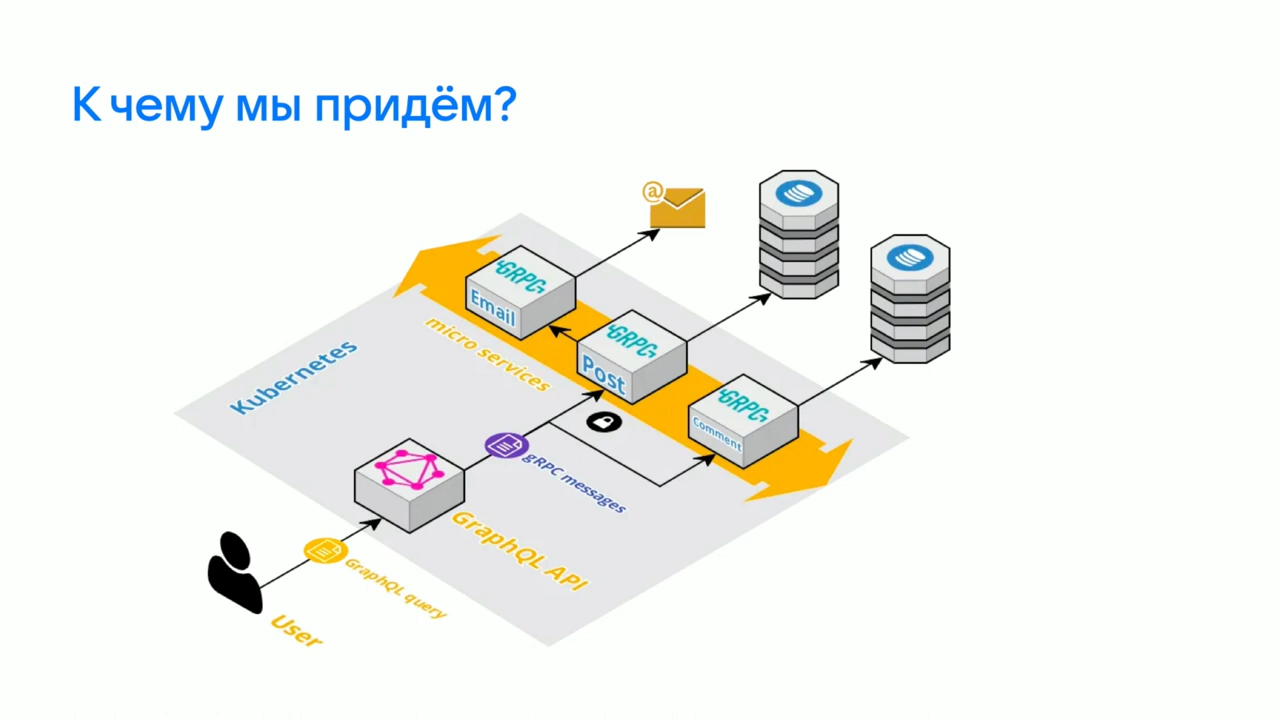 К чему мы придём?
@
GRPC
Email
GRPC
Post
GRPC
Comment
micro services
Kubernetes
gRPC messages
GraphQL API
GraphQL query
User